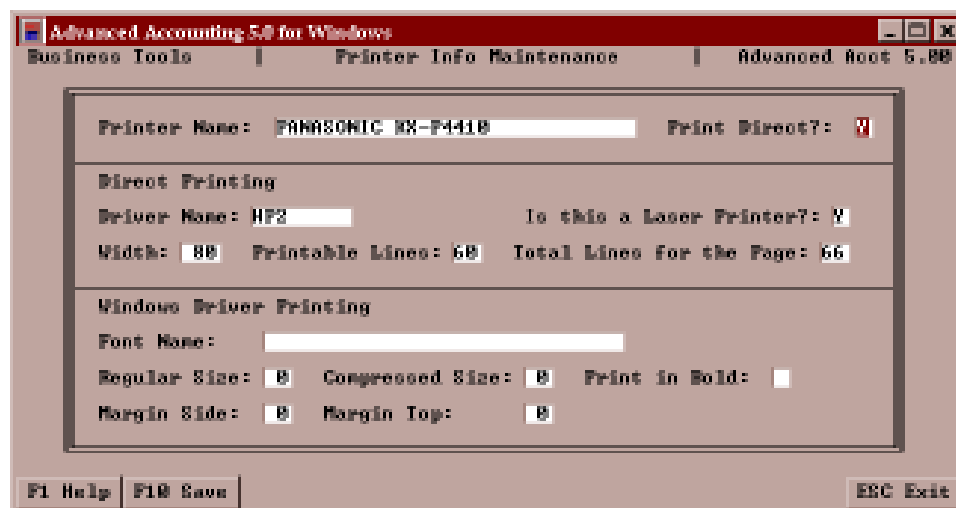 Advanced Accounting 5.0 for Windows
Business Tools | Printer Info Maintenance | Advanced Acct 5.00
Printer Name: PANASONIC KX-P4410 Print Direct?: Y
Direct Printing
Driver Name: HP2 Is this a Laser Printer?: Y
Width: 80 Printable Lines: 60 Total Lines for the Page: 66
Windows Driver Printing
Font Name:
Regular Size: 0 Compressed Size: 0 Print in Bold:
Margin Side: 0 Margin Top: 0
F1 Help F10 Save ESC Exit